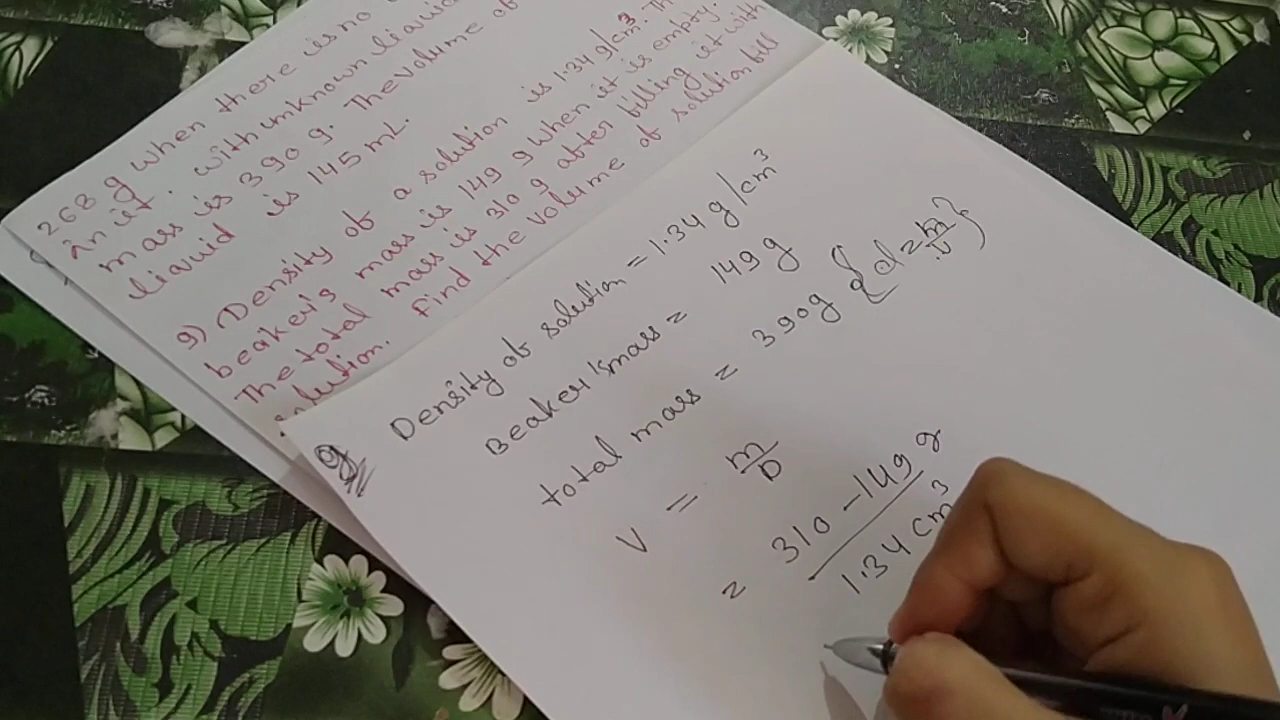 268 g when there is no
in it. with unknown liquid
mass is 390 g. The volume of
liquid is 145 mL.
9) Density of a solution is 1.34 g/cm³. Th
beaker's mass is 149 g when it is empty.
The total mass is 310 g after filling it with
solution. Find the volume of solution fill
9)
Density of solution = 1.34 g/cm³
Beaker's mass = 149 g
total mass = 390g {d=m/v}
V = m/D
= 310 - 149 g / 1.34 cm³